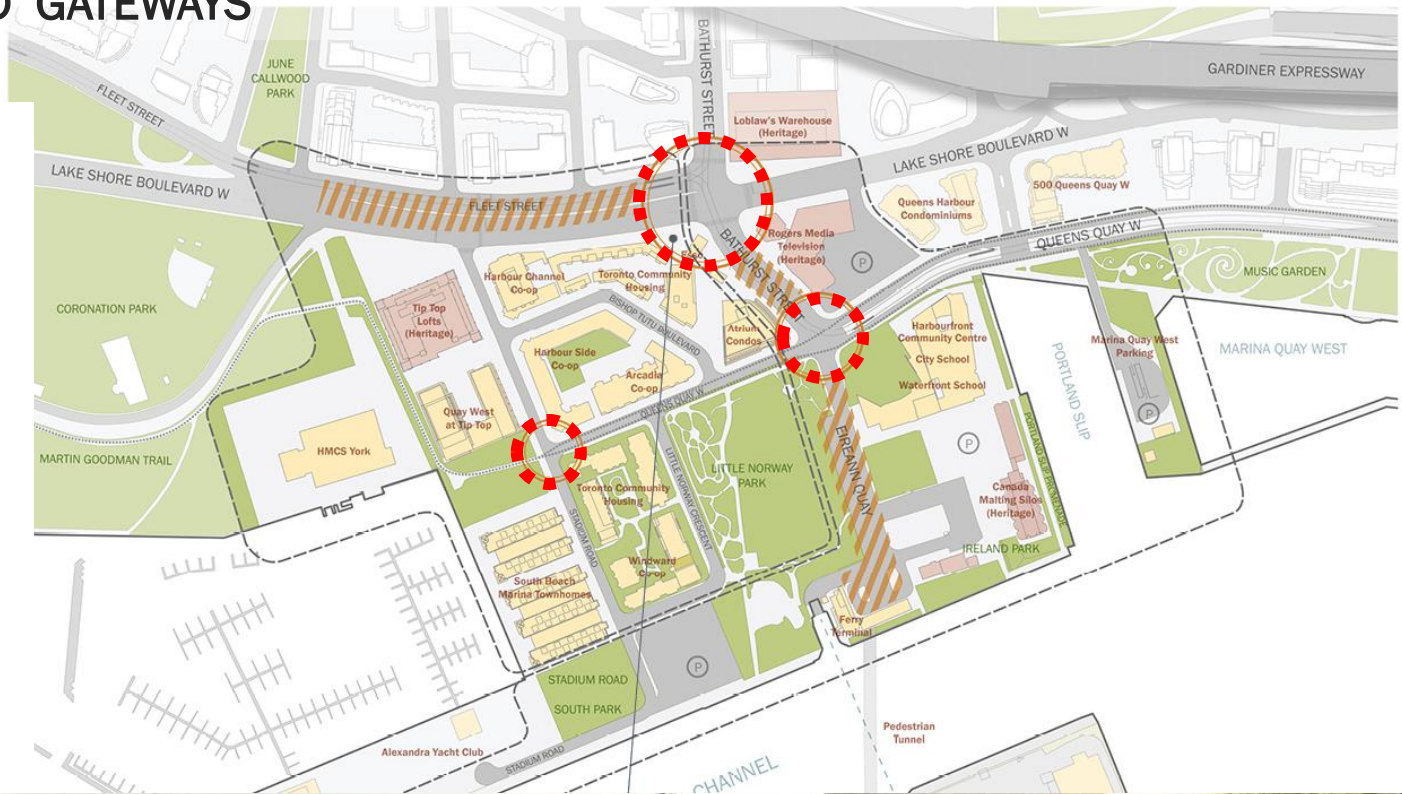 GATEWAYS
BATHURST STREET
JUNE
CALLWOOD
PARK
GARDINER EXPRESSWAY
FLEET STREET
Loblaw's Warehouse
(Heritage)
LAKE SHORE BOULEVARD W
LAKE SHORE BOULEVARD W
500 Queens Quay W
FLEET STREET
Queens Harbour
Condominiums
Rogers Media
Television
(Heritage)
BATHURST STREET
QUEENS QUAY W
P
Esso
Harbour Channel
Co-op
Toronto Community
Housing
MUSIC GARDEN
CORONATION PARK
Tip Top
Lofts
(Heritage)
BISHOP TUTU BOULEVARD
Atrium
Condos
Harbourfront
Community Centre
City School
Waterfront School
Marina Quay West
Parking
MARINA QUAY WEST
PORTLAND SLIP
Harbour Side
Co-op
Arcadia
Co-op
QUEENS QUAY W
Quay West
at Tip Top
P
HMCS York
MARTIN GOODMAN TRAIL
EIREANN QUAY
P
PORTLAND SLIP PROMENADE
LITTLE NORWAY
PARK
LITTLE NORWAY CRESCENT
Toronto Community
Housing
Canada
Malting Silos
(Heritage)
STADIUM ROAD
IRELAND PARK
Windward
Co-op
South Beach
Marina Townhomes
Ferry
Terminal
P
STADIUM ROAD
SOUTH PARK
Alexandra Yacht Club
STADIUM ROAD
Pedestrian
Tunnel
CHANNEL